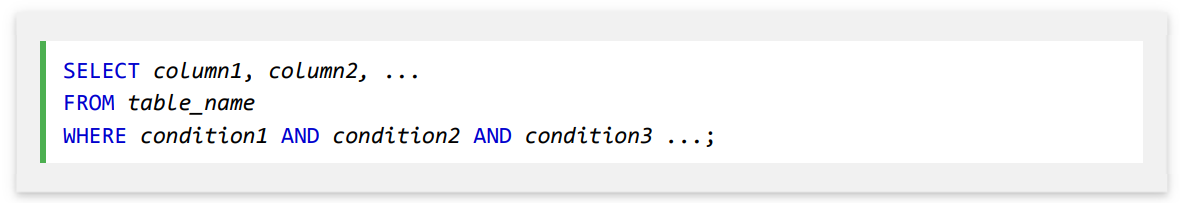 SELECT column1, column2, ...
FROM table_name
WHERE condition1 AND condition2 AND condition3 ...;